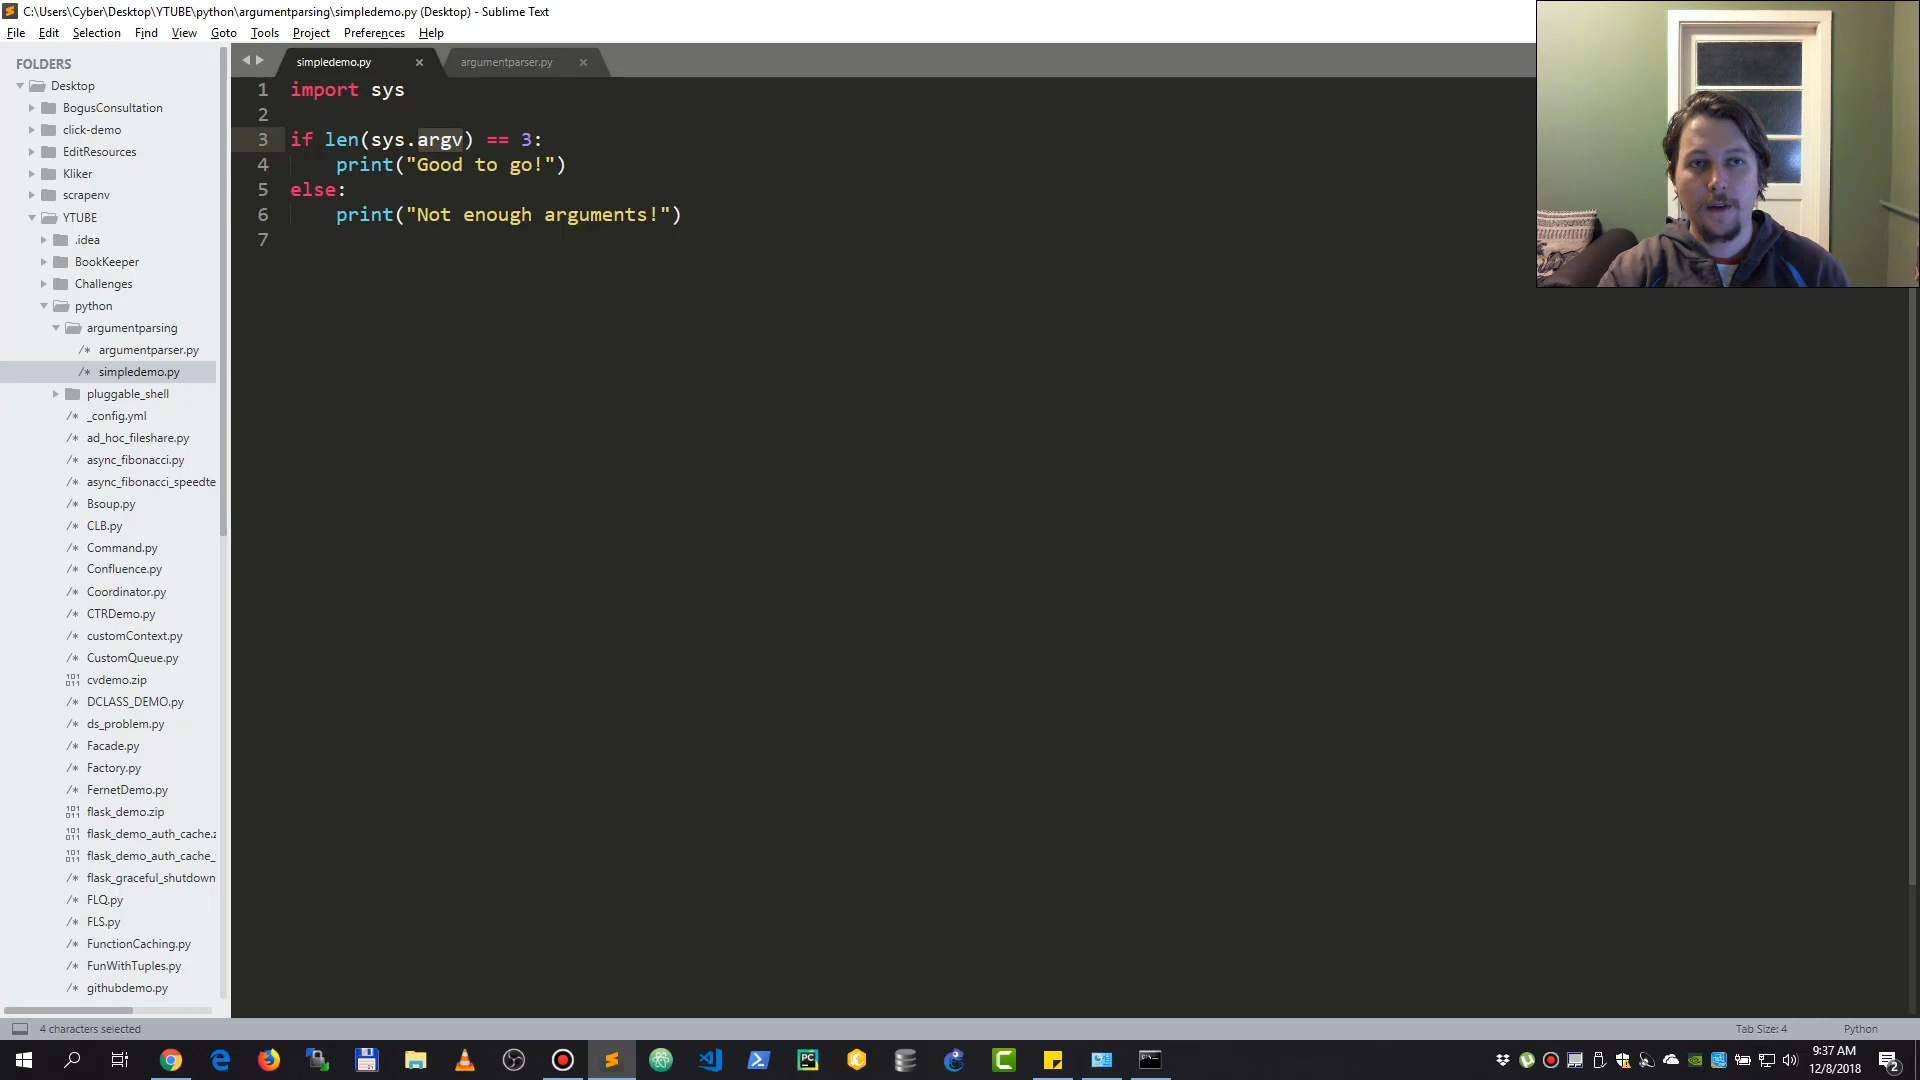 C:\Users\Cyber\Desktop\YTUBE\python\argumentparsing\simpledemo.py (Desktop) - Sublime Text
File Edit Selection Find View Goto Tools Project Preferences Help
FOLDERS
Desktop
BogusConsultation
click-demo
EditResources
Kliker
scrapenv
YTUBE
.idea
BookKeeper
Challenges
python
argumentparsing
/* argumentparser.py
/* simpledemo.py
pluggable_shell
/* _config.yml
/* ad_hoc_fileshare.py
/* async_fibonacci.py
/* async_fibonacci_speedte
/* Bsoup.py
/* CLB.py
/* Command.py
/* Confluence.py
/* Coordinator.py
/* CTRDemo.py
/* customContext.py
/* CustomQueue.py
cvdemo.zip
/* DCLASS_DEMO.py
/* ds_problem.py
/* Facade.py
/* Factory.py
/* FernetDemo.py
flask_demo.zip
flask_demo_auth_cache.z
flask_demo_auth_cache_
/* flask_graceful_shutdown
/* FLQ.py
/* FLS.py
/* FunctionCaching.py
/* FunWithTuples.py
/* githubdemo.py
simpledemo.py argumentparser.py
1 import sys
2
3 if len(sys.argv) == 3:
4 print("Good to go!")
5 else:
6 print("Not enough arguments!")
7
4 characters selected
Tab Size: 4 Python
9:37 AM
12/8/2018
2